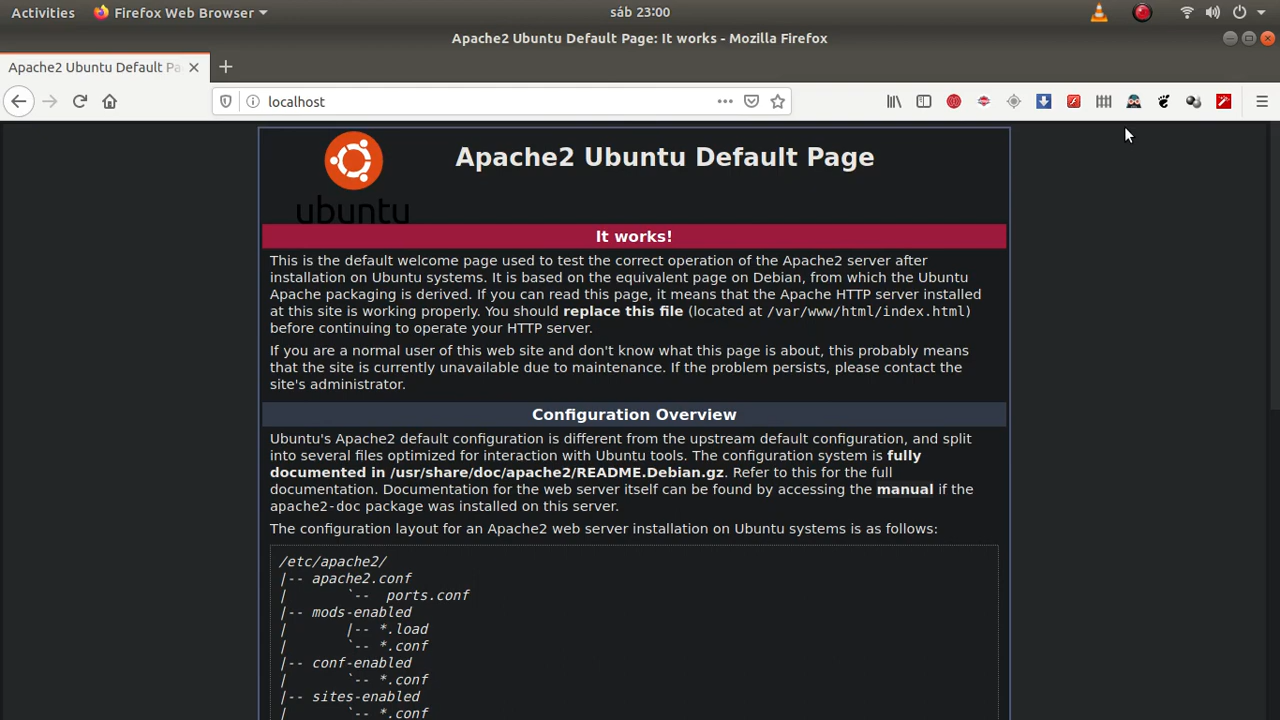 Activities Firefox Web Browser sáb 23:00
Apache2 Ubuntu Default Page: It works - Mozilla Firefox
Apache2 Ubuntu Default Pa
localhost
ubuntu
Apache2 Ubuntu Default Page
It works!
This is the default welcome page used to test the correct operation of the Apache2 server after
installation on Ubuntu systems. It is based on the equivalent page on Debian, from which the Ubuntu
Apache packaging is derived. If you can read this page, it means that the Apache HTTP server installed
at this site is working properly. You should replace this file (located at /var/www/html/index.html)
before continuing to operate your HTTP server.
If you are a normal user of this web site and don't know what this page is about, this probably means
that the site is currently unavailable due to maintenance. If the problem persists, please contact the
site's administrator.
Configuration Overview
Ubuntu's Apache2 default configuration is different from the upstream default configuration, and split
into several files optimized for interaction with Ubuntu tools. The configuration system is fully
documented in /usr/share/doc/apache2/README.Debian.gz. Refer to this for the full
documentation. Documentation for the web server itself can be found by accessing the manual if the
apache2-doc package was installed on this server.
The configuration layout for an Apache2 web server installation on Ubuntu systems is as follows:
/etc/apache2/
|-- apache2.conf
|       `--  ports.conf
|-- mods-enabled
|       |-- *.load
|       `-- *.conf
|-- conf-enabled
|       `-- *.conf
|-- sites-enabled
|       `-- *.conf